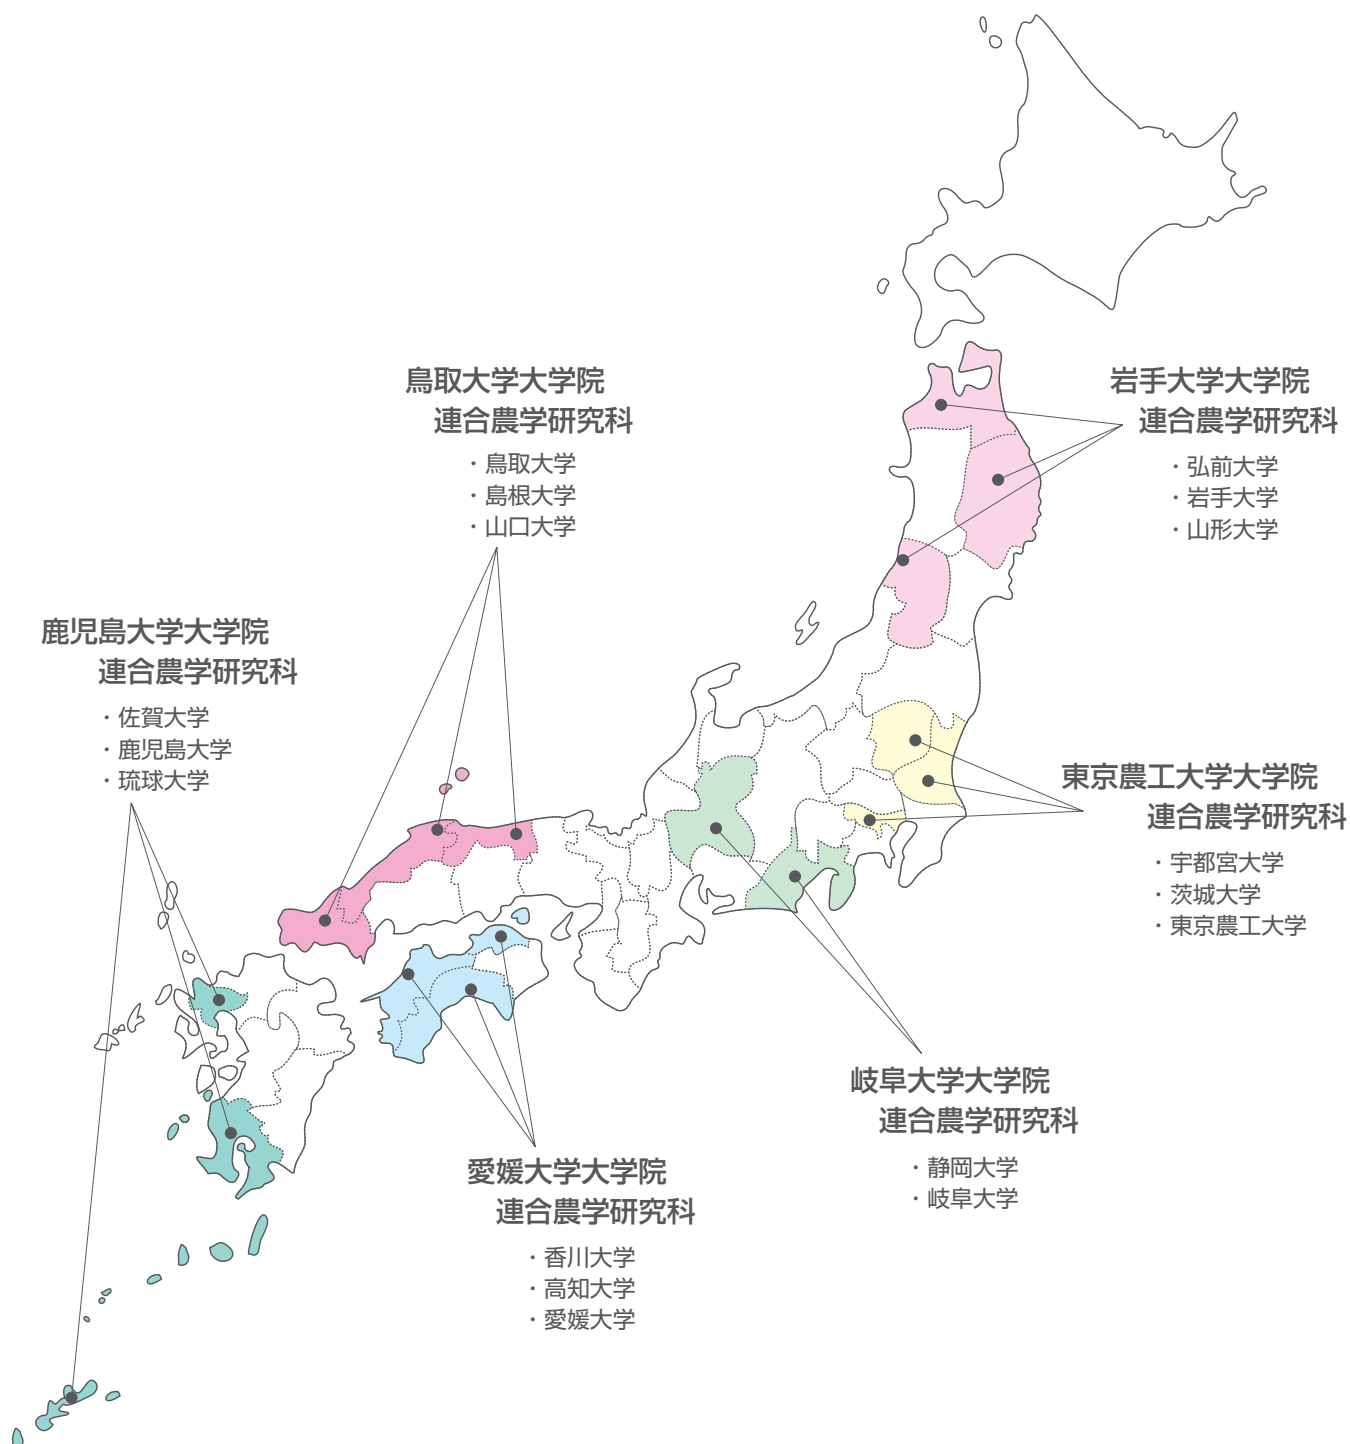 鳥取大学大学院
連合農学研究科
・鳥取大学
・島根大学
・山口大学
岩手大学大学院
連合農学研究科
・弘前大学
・岩手大学
・山形大学
鹿児島大学大学院
連合農学研究科
・佐賀大学
・鹿児島大学
・琉球大学
東京農工大学大学院
連合農学研究科
・宇都宮大学
・茨城大学
・東京農工大学
岐阜大学大学院
連合農学研究科
・静岡大学
・岐阜大学
愛媛大学大学院
連合農学研究科
・香川大学
・高知大学
・愛媛大学